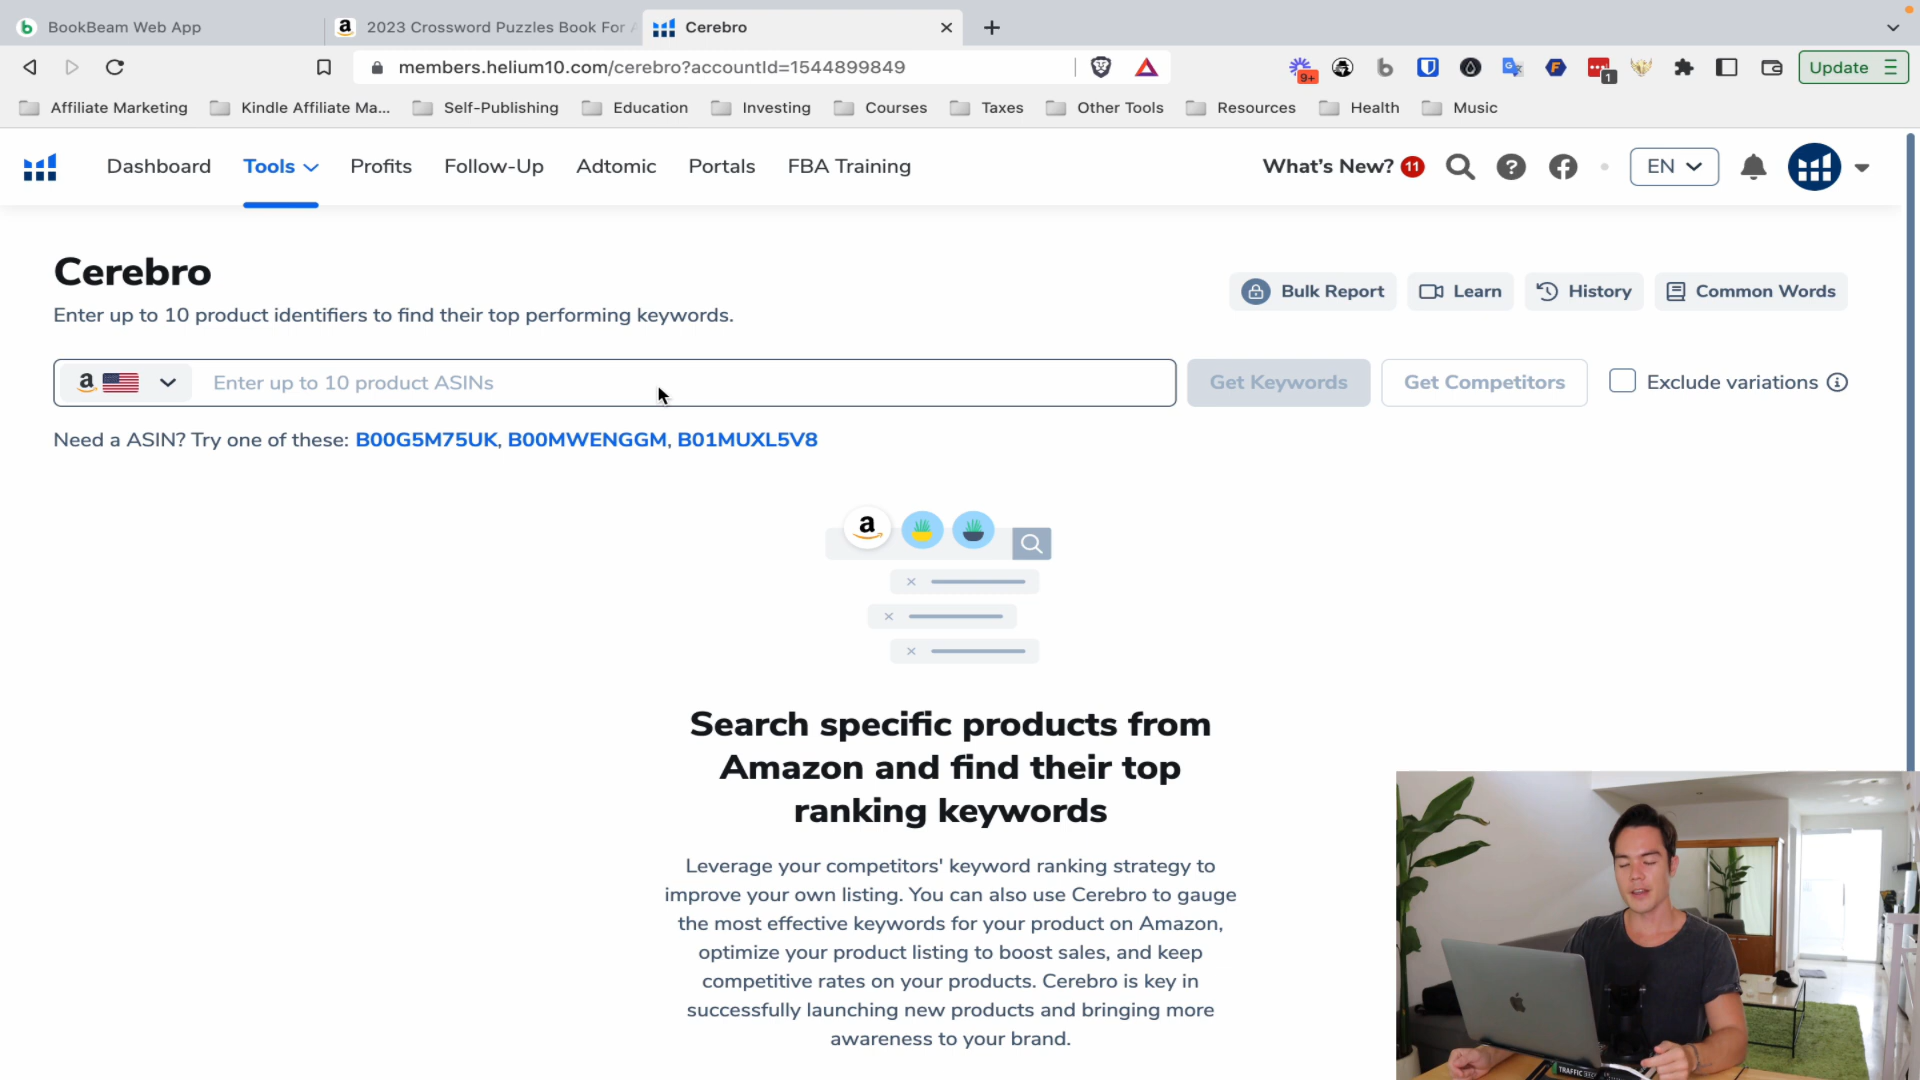 BookBeam Web App
2023 Crossword Puzzles Book For
Cerebro
members.helium10.com/cerebro?accountId=1544899849
9+
1
Update
Affiliate Marketing
Kindle Affiliate Ma...
Self-Publishing
Education
Investing
Courses
Taxes
Other Tools
Resources
Health
Music
Dashboard
Tools
Profits
Follow-Up
Adtomic
Portals
FBA Training
What's New? 11
EN
Cerebro
Enter up to 10 product identifiers to find their top performing keywords.
Bulk Report
Learn
History
Common Words
Enter up to 10 product ASINs
Get Keywords
Get Competitors
Exclude variations
Need a ASIN? Try one of these: B00G5M75UK, B00MWENGGM, B01MUXL5V8
Search specific products from
Amazon and find their top
ranking keywords
Leverage your competitors' keyword ranking strategy to
improve your own listing. You can also use Cerebro to gauge
the most effective keywords for your product on Amazon,
optimize your product listing to boost sales, and keep
competitive rates on your products. Cerebro is key in
successfully launching new products and bringing more
awareness to your brand.
TRAFFIC